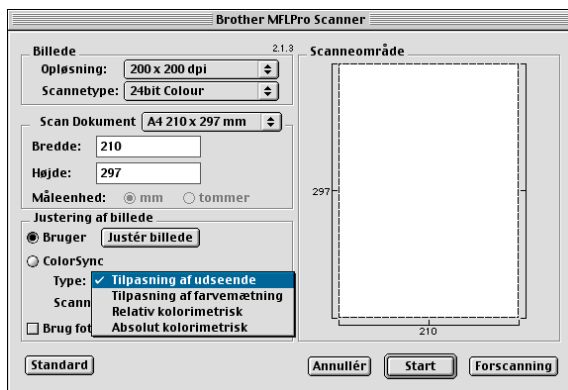 Brother MFLPro Scanner
Billede
2.1.3
Opløsning: 200 x 200 dpi
Scannetype: 24bit Colour
Scan Dokument A4 210 x 297 mm
Bredde: 210
Højde: 297
Måleenhed: mm tommer
Justering af billede
Bruger Justér billede
ColorSync
Type: ✓ Tilpasning af udseende
Tilpasning af farvemætning
Scann Relativ kolorimetrisk
Brug fot Absolut kolorimetrisk
Standard
Scanneområde
297
210
Annullér Start Forscanning